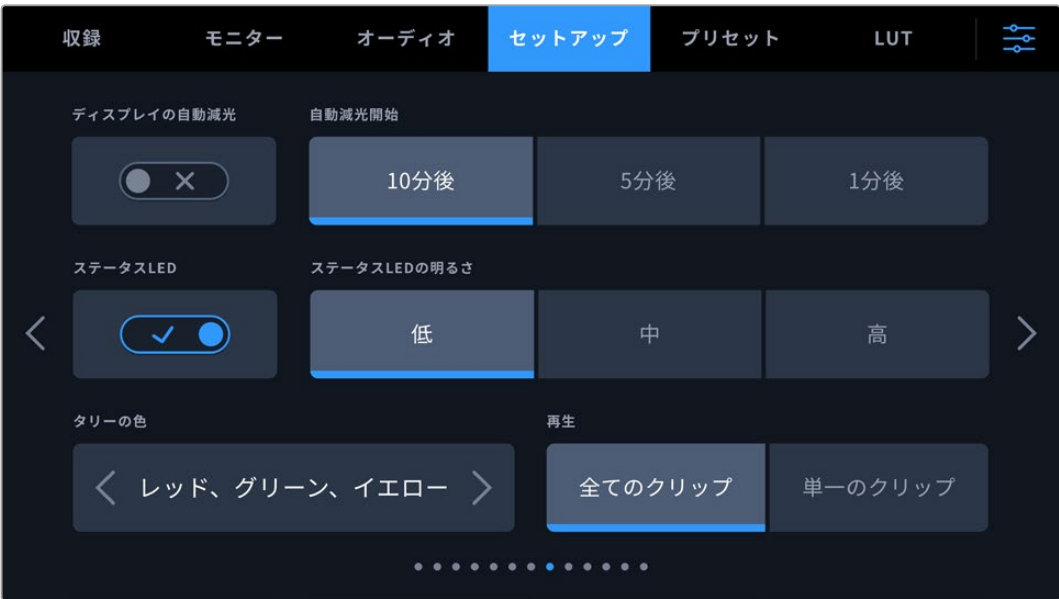 収録 モニター オーディオ セットアップ プリセット LUT
ディスプレイの自動減光 自動減光開始
10分後 5分後 1分後
ステータスLED ステータスLEDの明るさ
低 中 高
タリーの色 再生
レッド、グリーン、イエロー 全てのクリップ 単一のクリップ